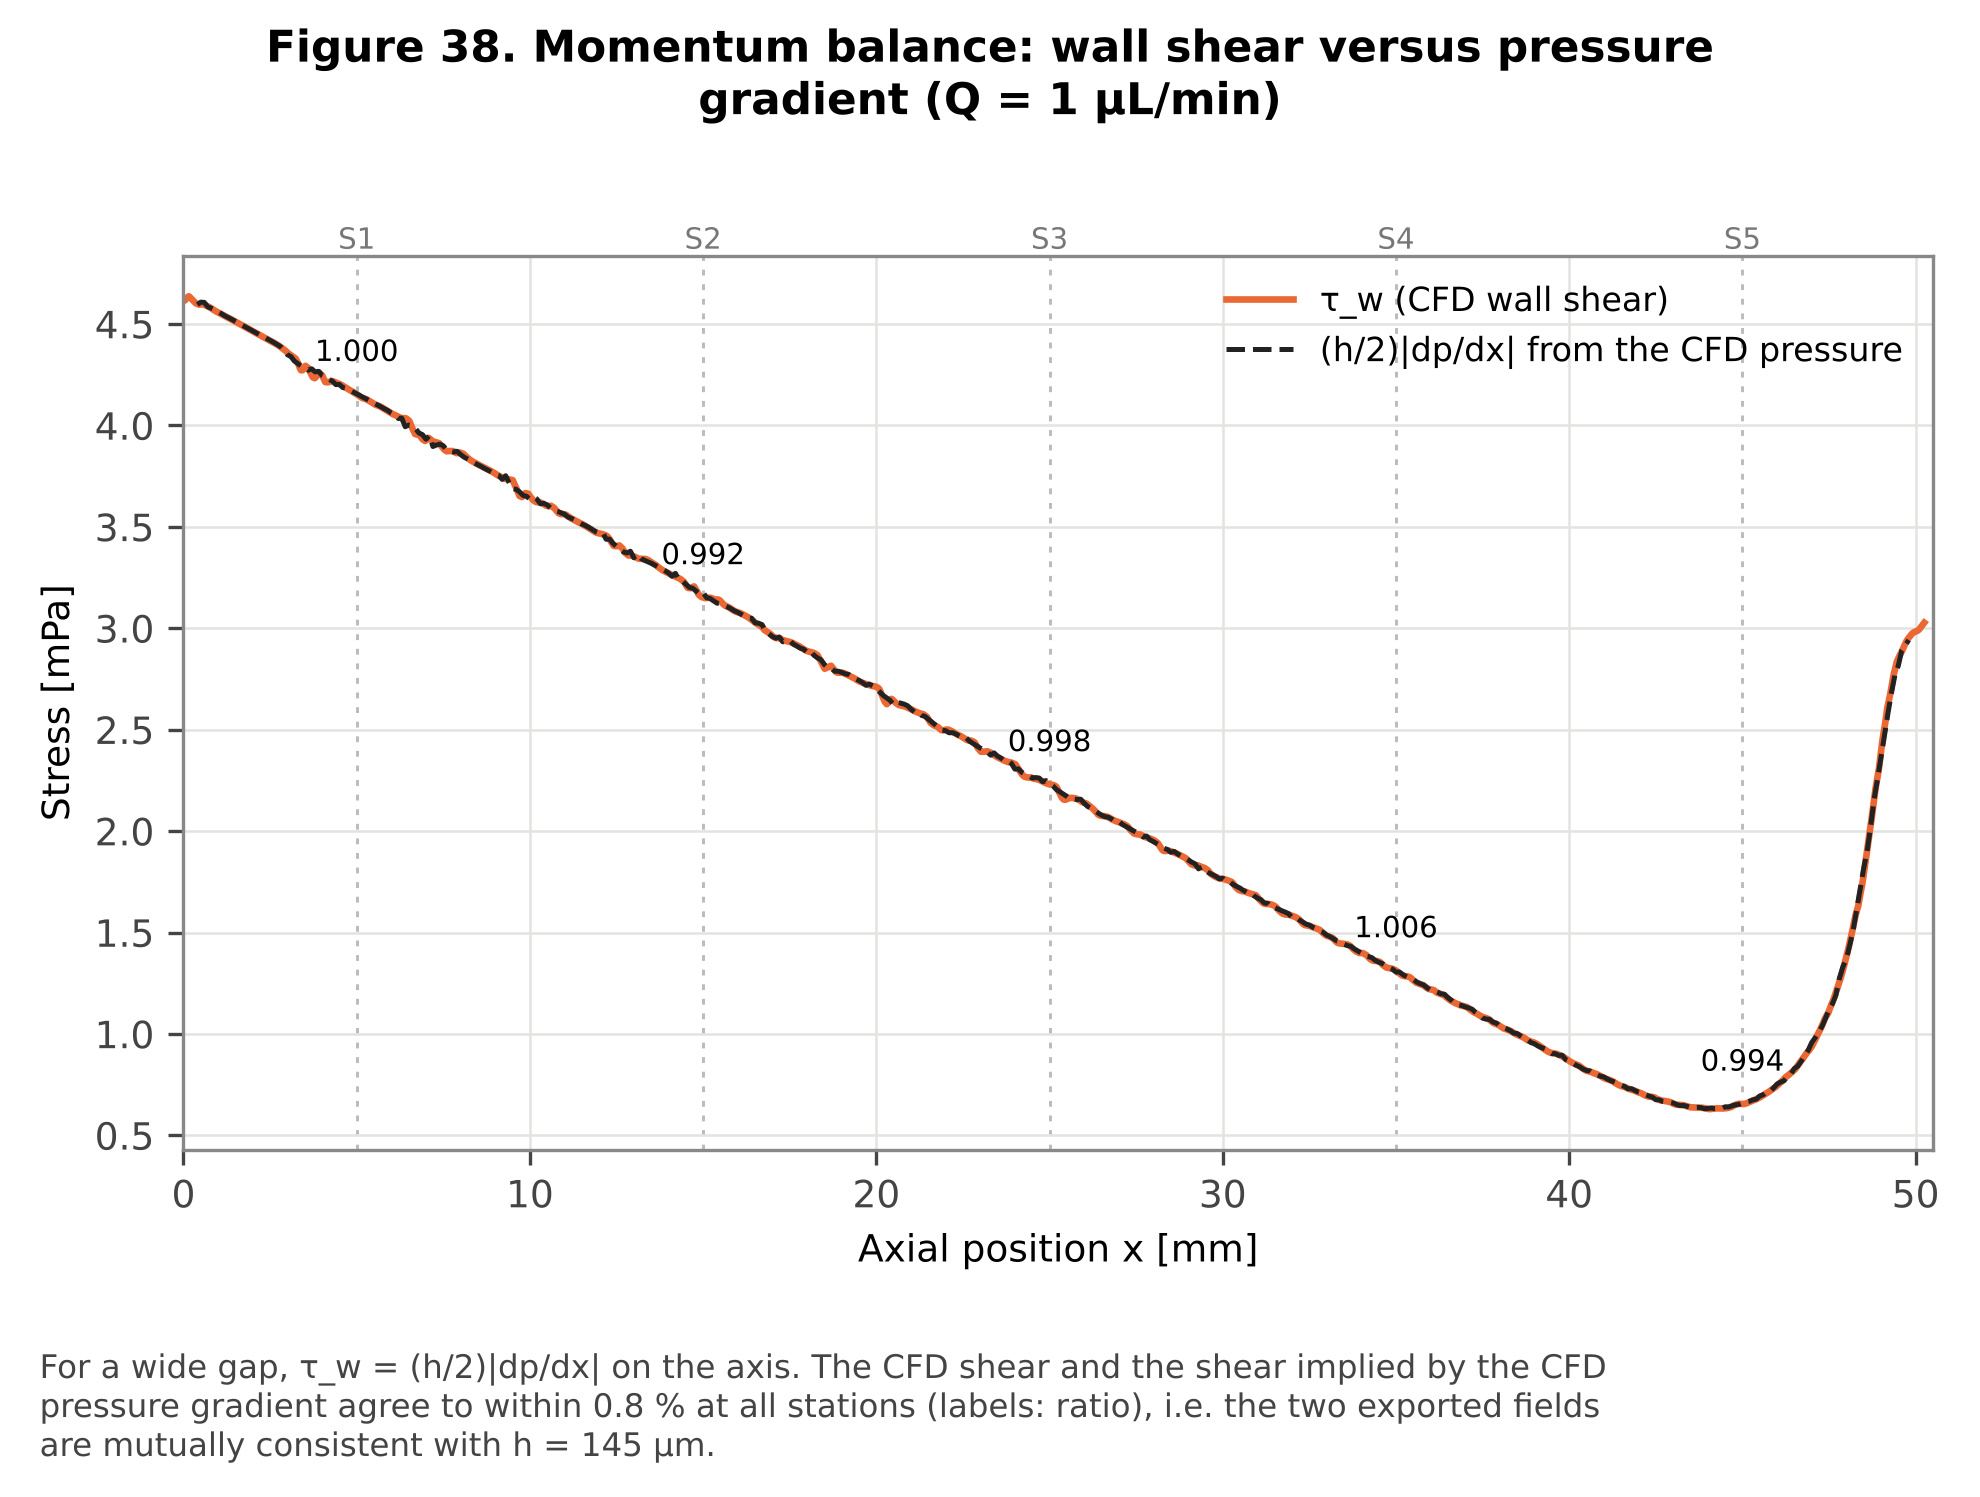 Figure 38. Momentum balance: wall shear versus pressure
gradient (Q = 1 µL/min)
S1 S2 S3 S4 S5
τ_w (CFD wall shear)
(h/2)|dp/dx| from the CFD pressure
1.000
0.992
0.998
1.006
0.994
Stress [mPa]
4.5
4.0
3.5
3.0
2.5
2.0
1.5
1.0
0.5
0 10 20 30 40 50
Axial position x [mm]
For a wide gap, τ_w = (h/2)|dp/dx| on the axis. The CFD shear and the shear implied by the CFD
pressure gradient agree to within 0.8 % at all stations (labels: ratio), i.e. the two exported fields
are mutually consistent with h = 145 µm.